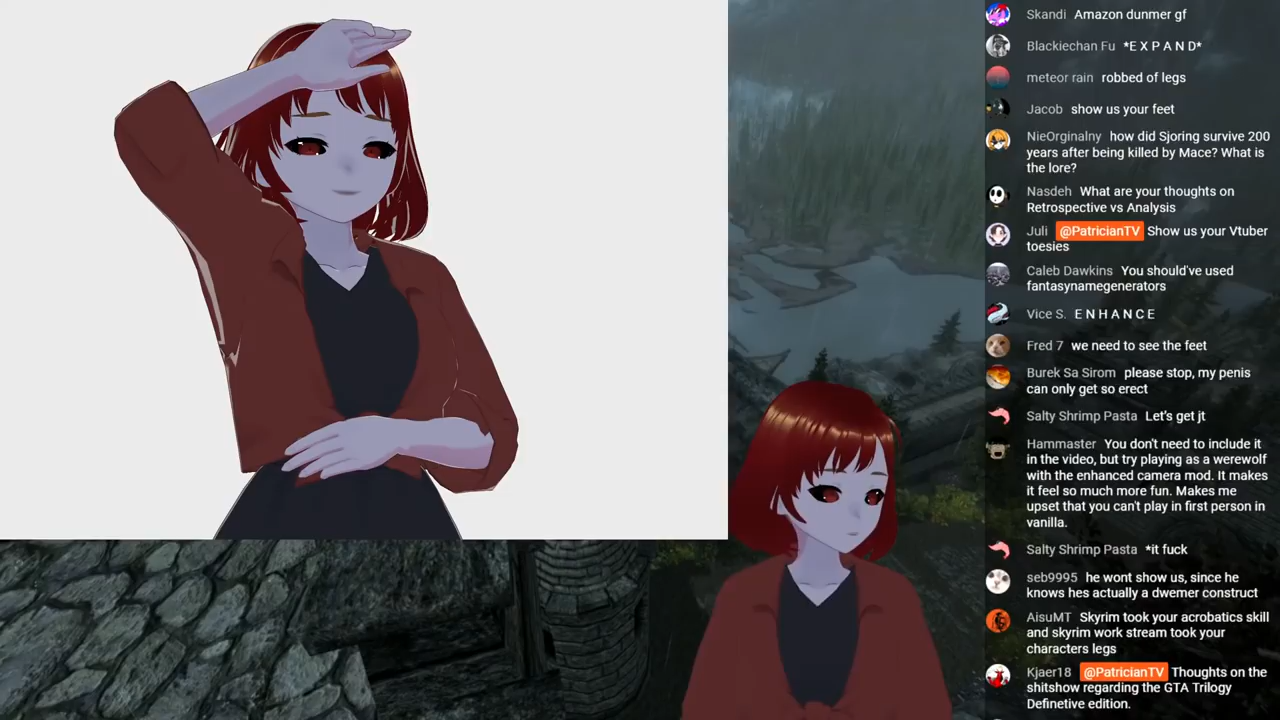 Skandi Amazon dunmer gf
Blackiechan Fu *E X P A N D*
meteor rain robbed of legs
Jacob show us your feet
NieOrginalny how did Sjoring survive 200
years after being killed by Mace? What is
the lore?
Nasdeh What are your thoughts on
Retrospective vs Analysis
Juli @PatricianTV Show us your Vtuber
toesies
Caleb Dawkins You should've used
fantasynamegenerators
Vice S. E N H A N C E
Fred 7 we need to see the feet
Burek Sa Sirom please stop, my penis
can only get so erect
Salty Shrimp Pasta Let's get jt
Hammaster You don't need to include it
in the video, but try playing as a werewolf
with the enhanced camera mod. It makes
it feel so much more fun. Makes me
upset that you can't play in first person in
vanilla.
Salty Shrimp Pasta *it fuck
seb9995 he wont show us, since he
knows hes actually a dwemer construct
AisuMT Skyrim took your acrobatics skill
and skyrim work stream took your
characters legs
Kjaer18 @PatricianTV Thoughts on the
shitshow regarding the GTA Trilogy
Definetive edition.